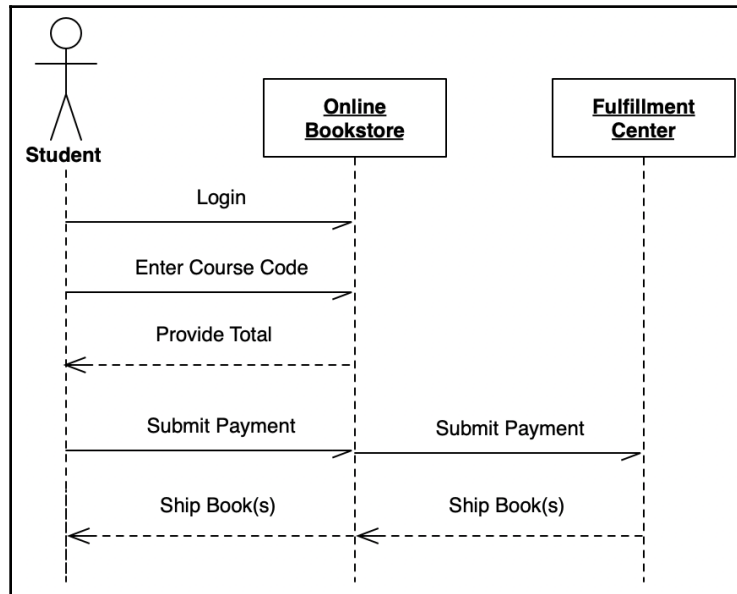 Student
Online
Bookstore
Fulfillment
Center
Login
Enter Course Code
Provide Total
Submit Payment
Submit Payment
Ship Book(s)
Ship Book(s)